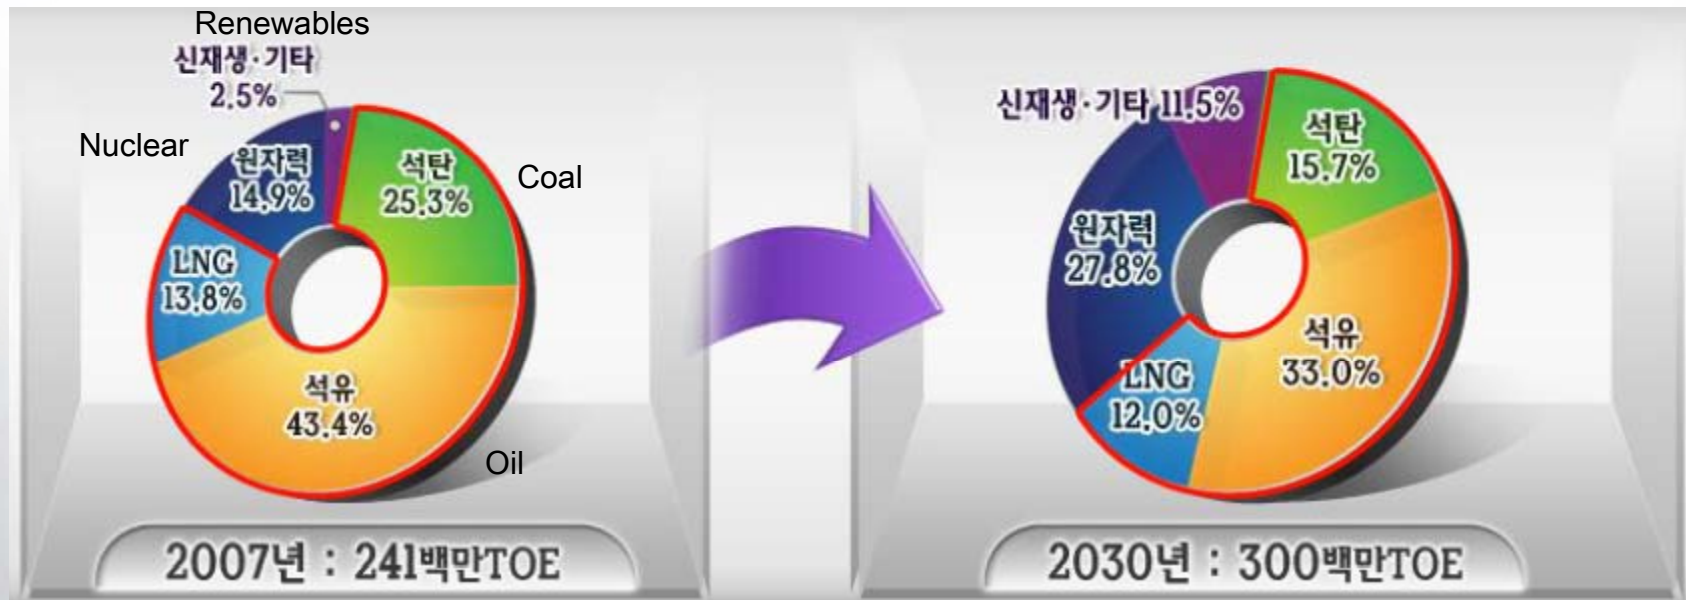 Renewables
신재생·기타
2.5%
Nuclear
원자력
14.9%
석탄
25.3%
Coal
LNG
13.8%
석유
43.4%
Oil
2007년 : 241백만TOE
신재생·기타 11.5%
석탄
15.7%
원자력
27.8%
석유
33.0%
LNG
12.0%
2030년 : 300백만TOE